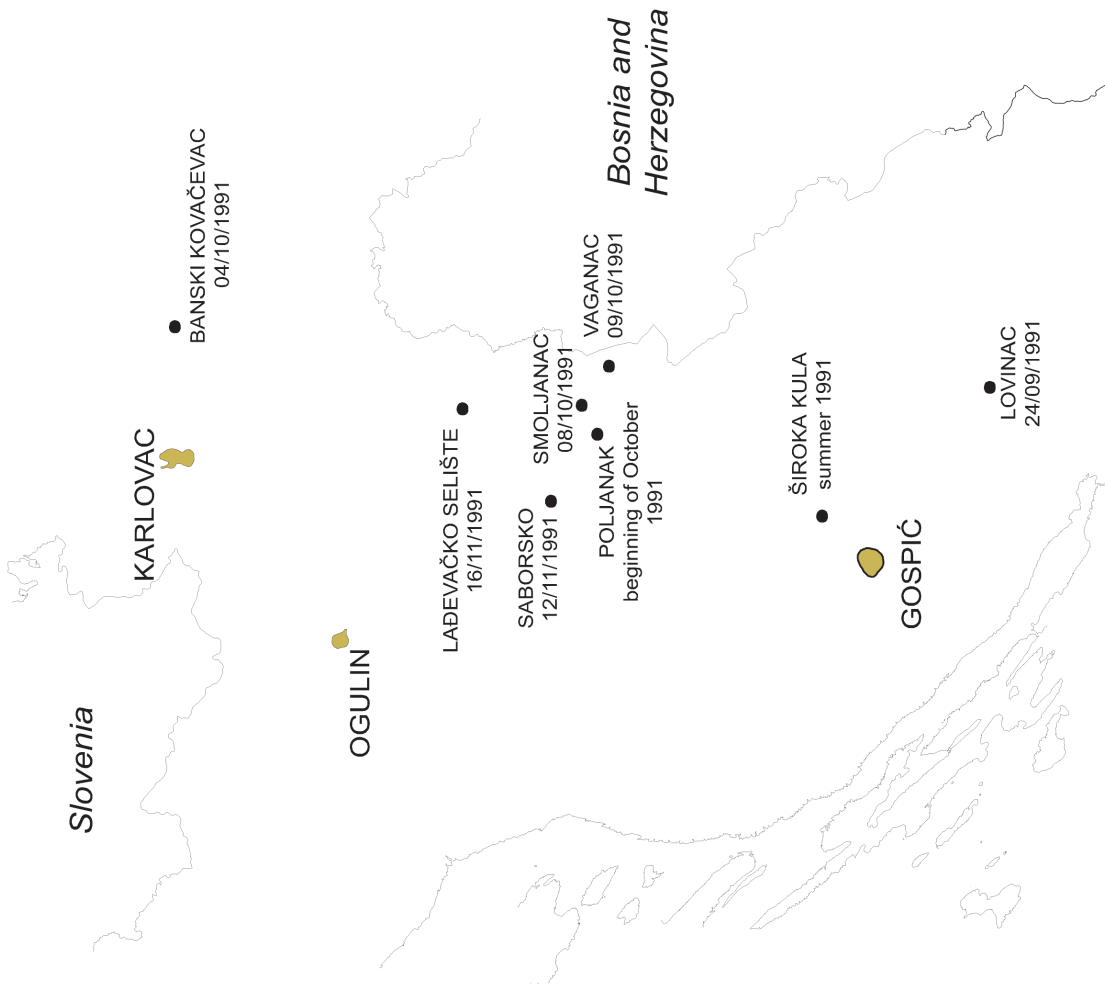 Slovenia
KARLOVAC
BANSKI KOVAČEVAC
04/10/1991
OGULIN
LAĐEVAČKO SELIŠTE
16/11/1991
SABORSKO
12/11/1991
SMOLJANAC
08/10/1991
VAGANAC
09/10/1991
POLJANAK
beginning of October
1991
Bosnia and
Herzegovina
ŠIROKA KULA
summer 1991
GOSPIĆ
LOVINAC
24/09/1991